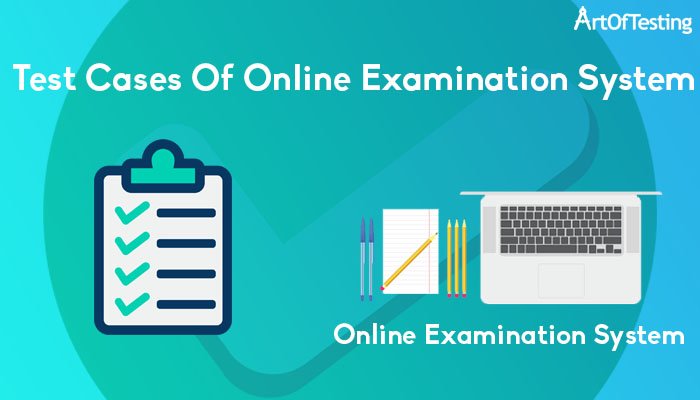 ArtOfTesting
Test Cases Of Online Examination System
Online Examination System